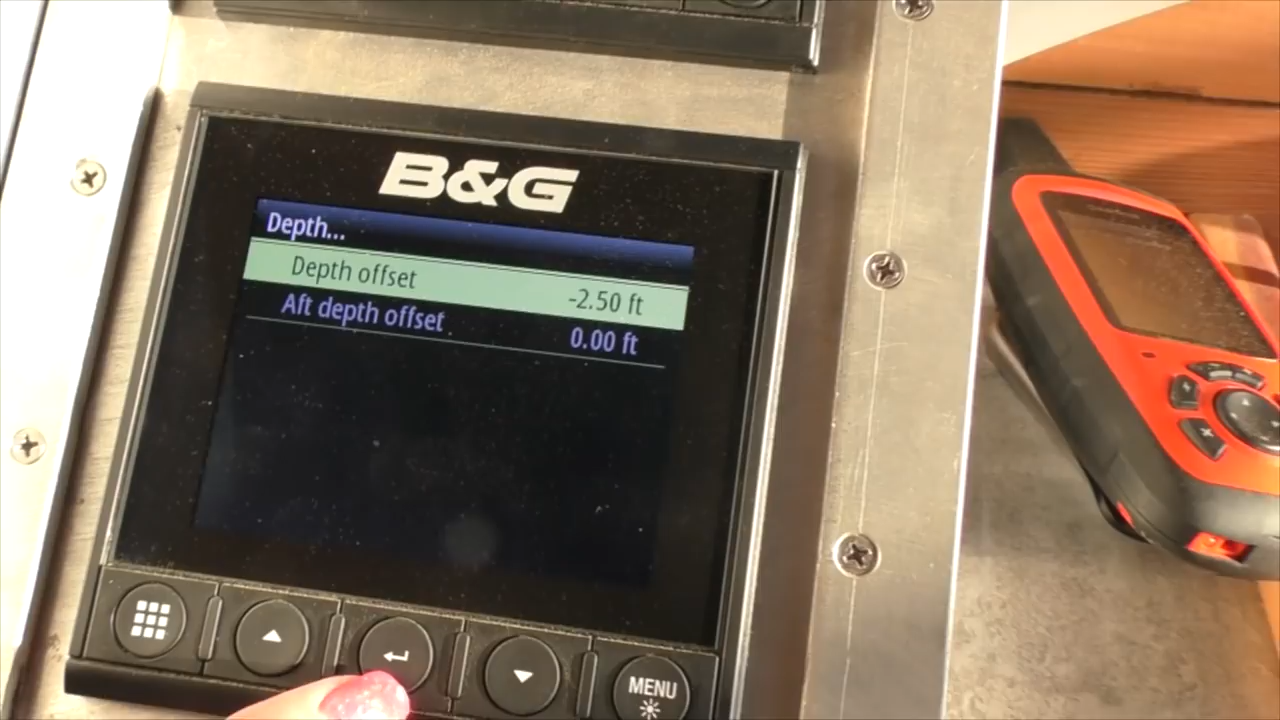 B&G
Depth...
Depth offset -2.50 ft
Aft depth offset 0.00 ft
MENU